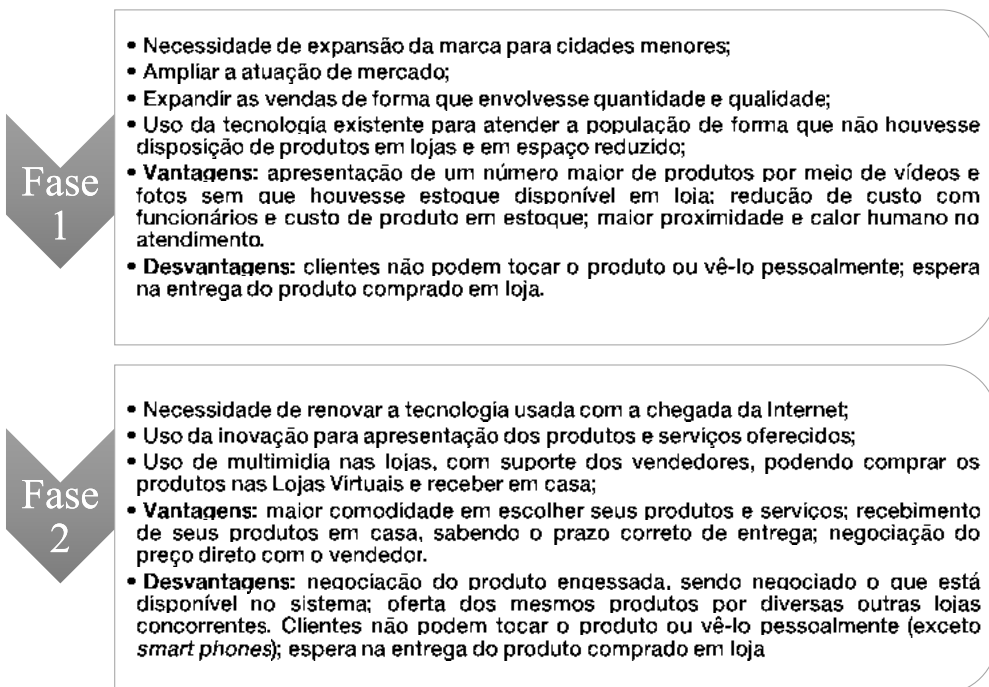 Fase
1
• Necessidade de expansão da marca para cidades menores;
• Ampliar a atuação de mercado;
• Expandir as vendas de forma que envolvesse quantidade e qualidade;
• Uso da tecnologia existente para atender a população de forma que não houvesse
disposição de produtos em lojas e em espaço reduzido;
• Vantagens: apresentação de um número maior de produtos por meio de vídeos e
fotos sem que houvesse estoque disponível em loja; redução de custo com
funcionários e custo de produto em estoque; maior proximidade e calor humano no
atendimento.
• Desvantagens: clientes não podem tocar o produto ou vê-lo pessoalmente; espera
na entrega do produto comprado em loja.
Fase
2
• Necessidade de renovar a tecnologia usada com a chegada da Internet;
• Uso da inovação para apresentação dos produtos e serviços oferecidos;
• Uso de multimidia nas lojas, com suporte dos vendedores, podendo comprar os
produtos nas Lojas Virtuais e receber em casa;
• Vantagens: maior comodidade em escolher seus produtos e serviços; recebimento
de seus produtos em casa, sabendo o prazo correto de entrega; negociação do
preço direto com o vendedor.
• Desvantagens: negociação do produto engessada, sendo negociado o que está
disponível no sistema; oferta dos mesmos produtos por diversas outras lojas
concorrentes. Clientes não podem tocar o produto ou vê-lo pessoalmente (exceto
smart phones); espera na entrega do produto comprado em loja